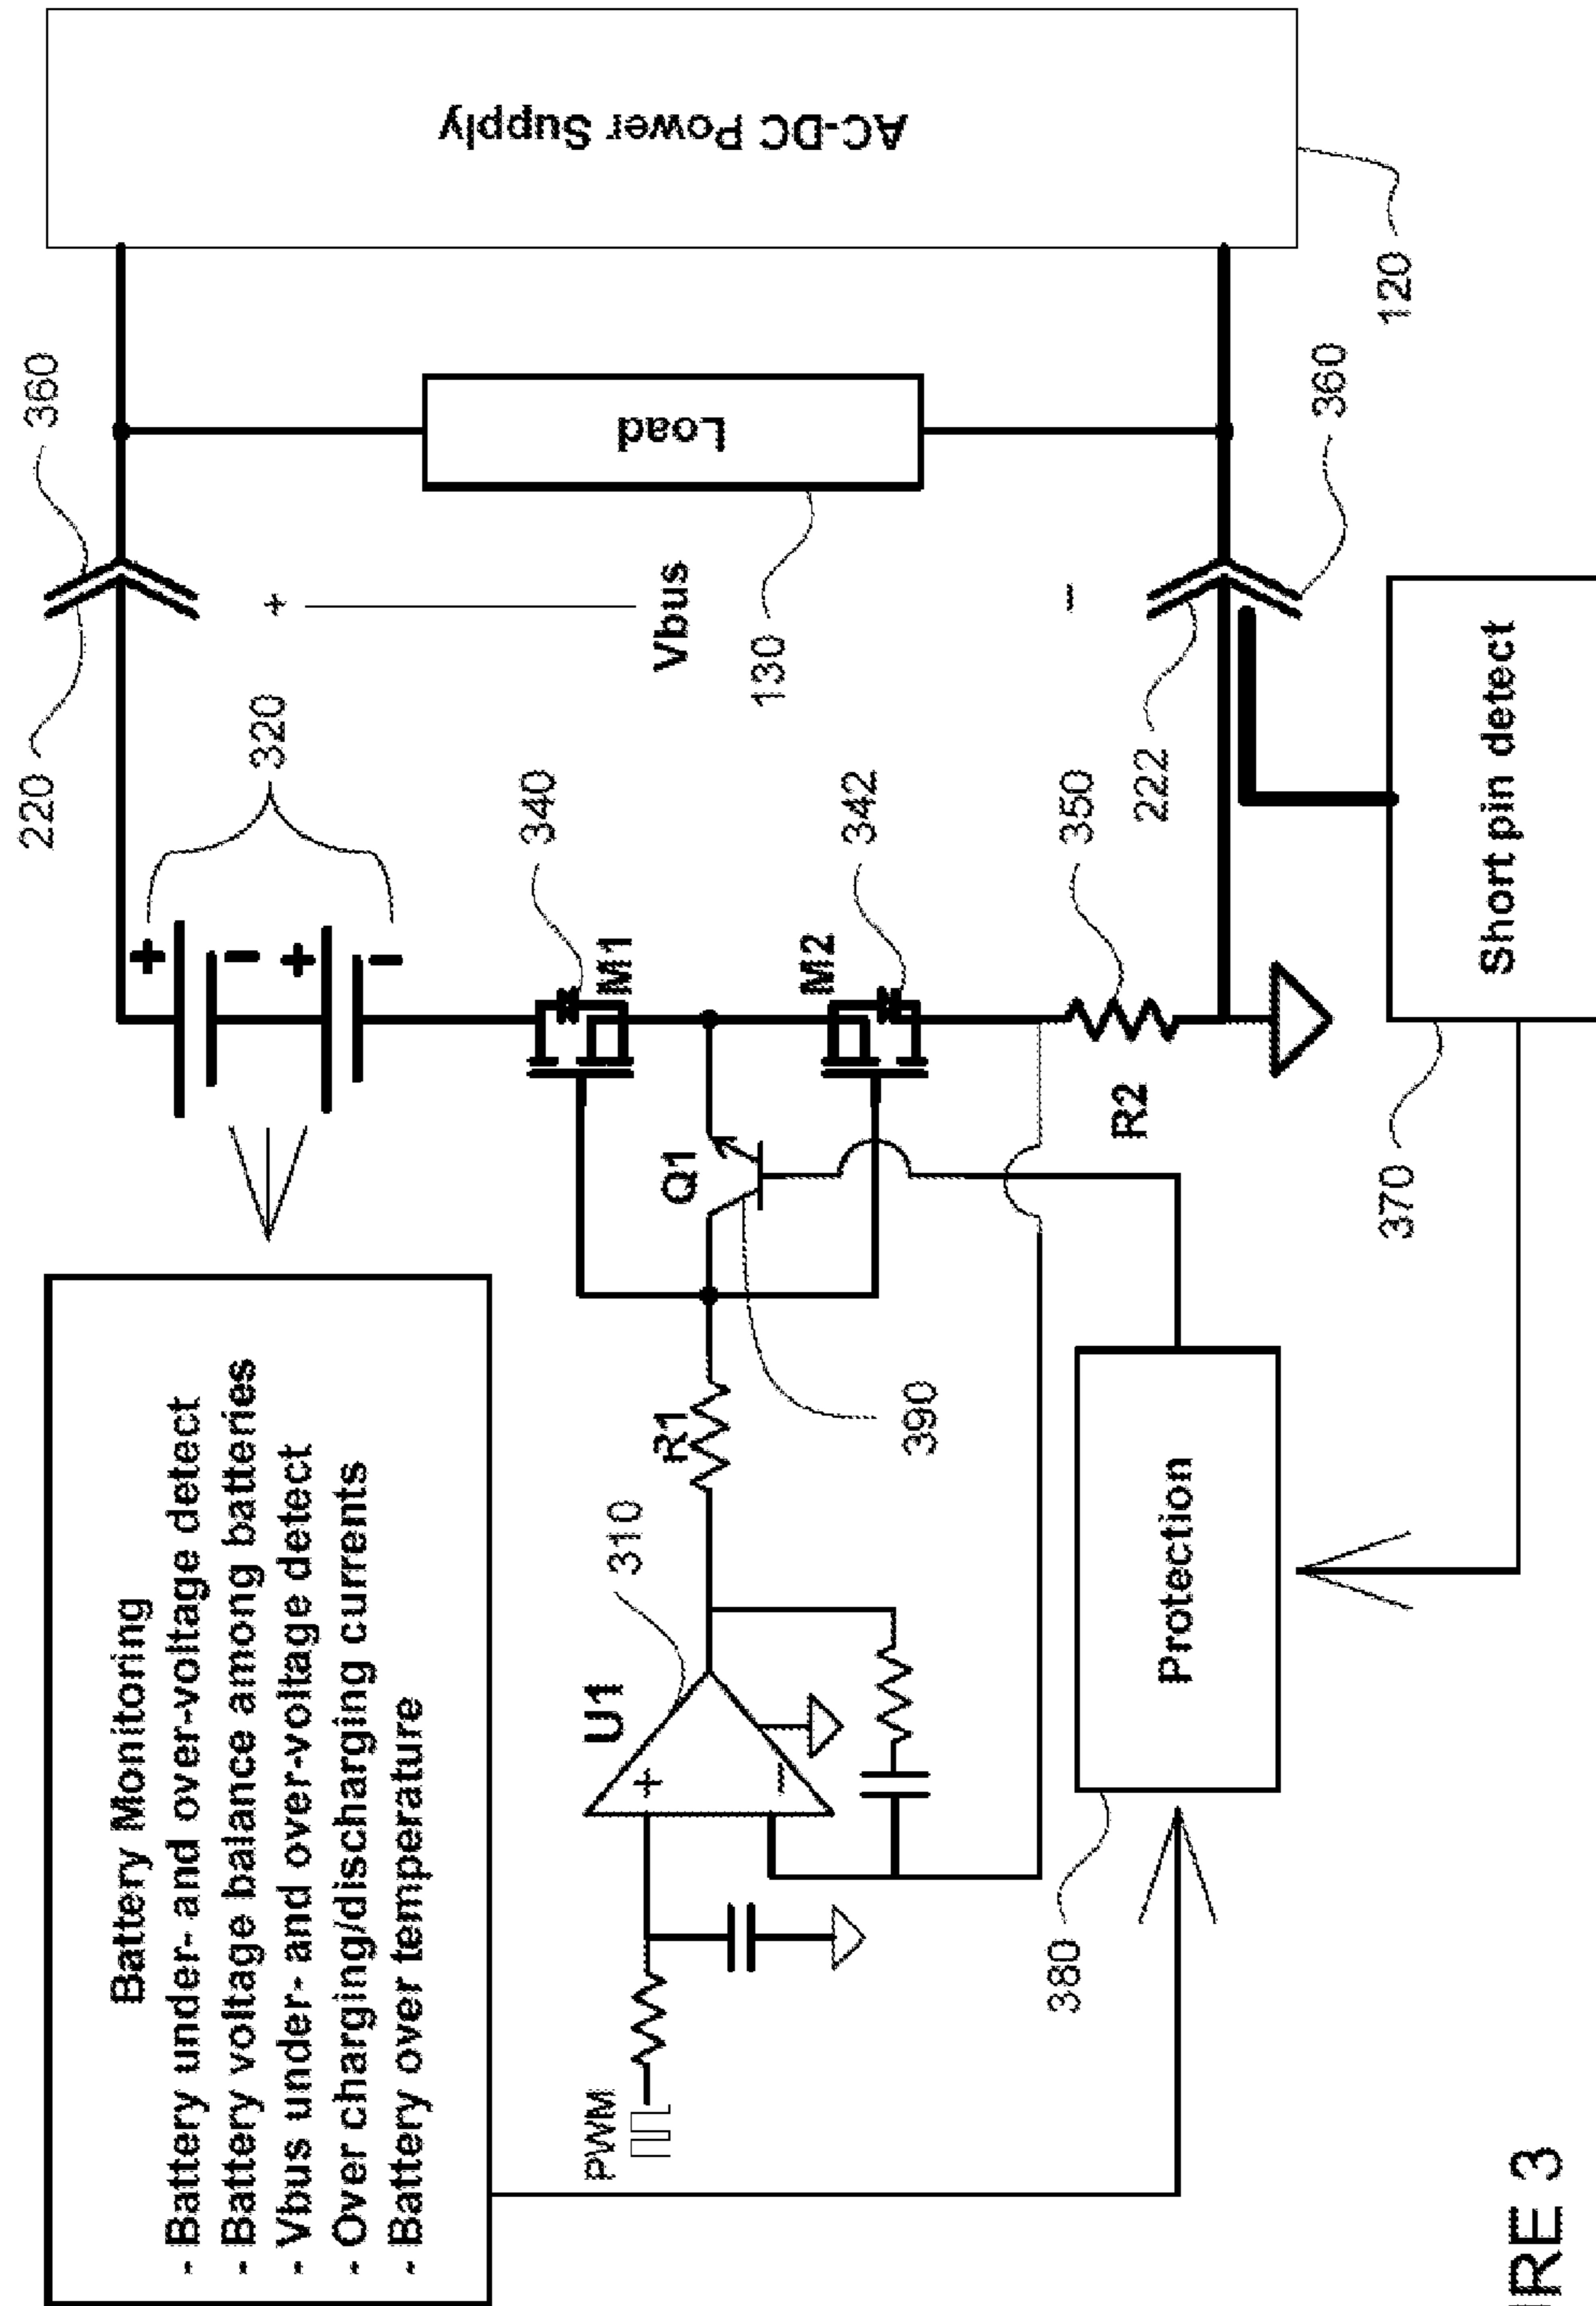 Battery Monitoring
- Battery under- and over-voltage detect
- Battery voltage balance among batteries
- Vbus under- and over-voltage detect
- Over charging/discharging currents
- Battery over temperature
220
360
+
-
+
-
320
+
Vbus
-
AC-DC Power Supply
Load
130
120
340
M1
M2
342
350
R2
222
360
Q1
390
R1
310
U1
+
-
PWM
380
Protection
370
Short pin detect
RE 3